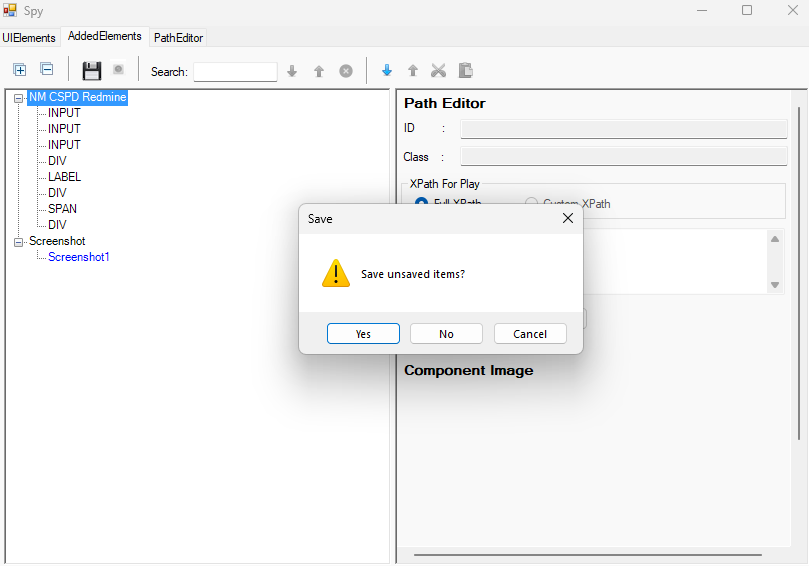 Spy
UIElements AddedElements PathEditor
Search:
NM CSPD Redmine
INPUT
INPUT
INPUT
DIV
LABEL
DIV
SPAN
DIV
Screenshot
Screenshot1
Path Editor
ID :
Class :
XPath For Play
Full XPath Custom XPath
Save
Save unsaved items?
Yes No Cancel
Component Image